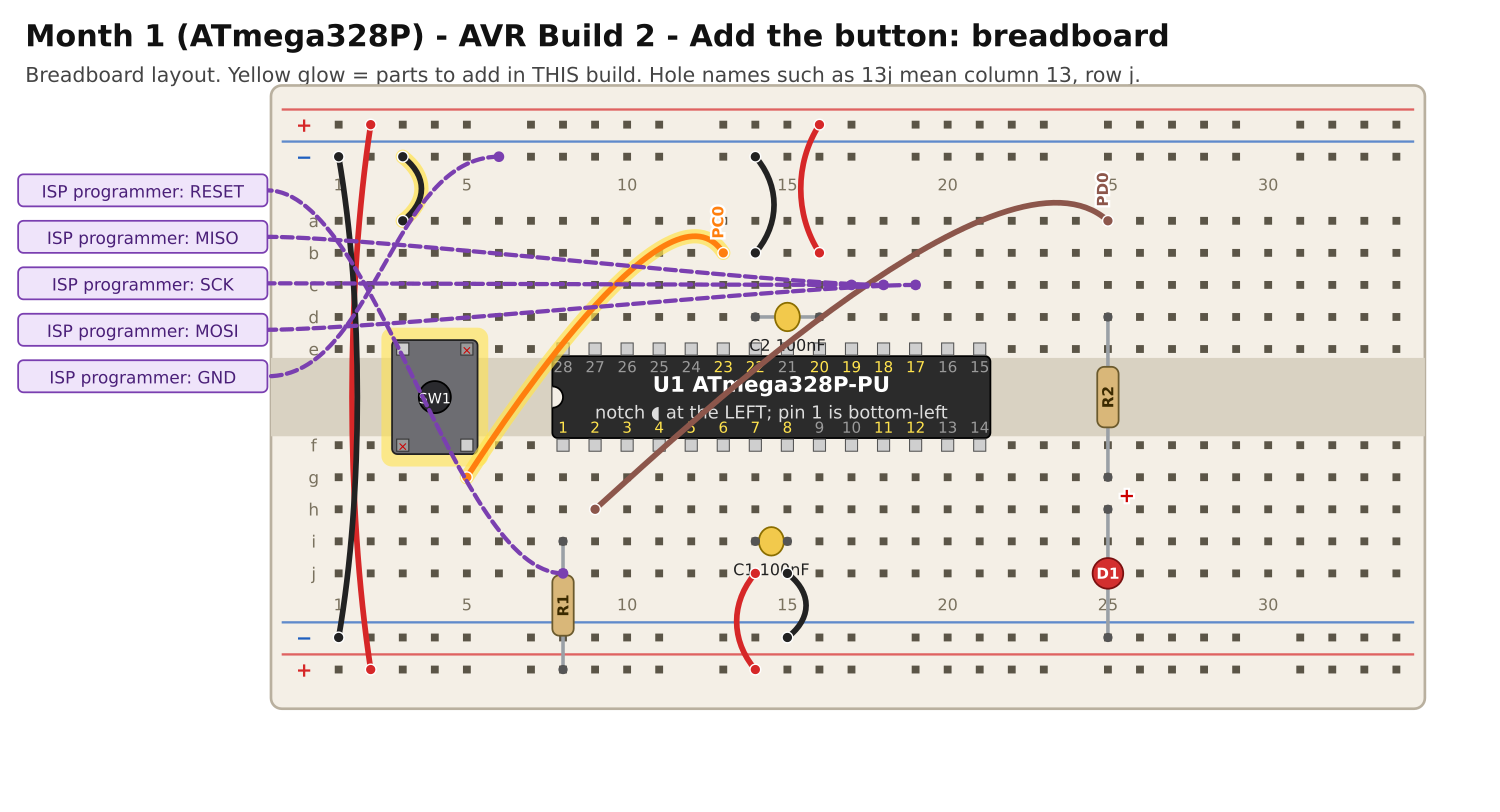 Month 1 (ATmega328P) - AVR Build 2 - Add the button: breadboard
Breadboard layout. Yellow glow = parts to add in THIS build. Hole names such as 13j mean column 13, row j.
+
−
1 5 10 15 20 25 30
ISP programmer: RESET
ISP programmer: MISO
ISP programmer: SCK
ISP programmer: MOSI
ISP programmer: GND
PC0
PD0
a
b
c
d
e
C2 100nF
28 27 26 25 24 23 22 21 20 19 18 17 16 15
U1 ATmega328P-PU
SW1
R2
notch ◖ at the LEFT; pin 1 is bottom-left
1 2 3 4 5 6 7 8 9 10 11 12 13 14
f
g
+
h
i
j
C1 100nF
D1
R1
1 5 10 15 20 25 30
−
+